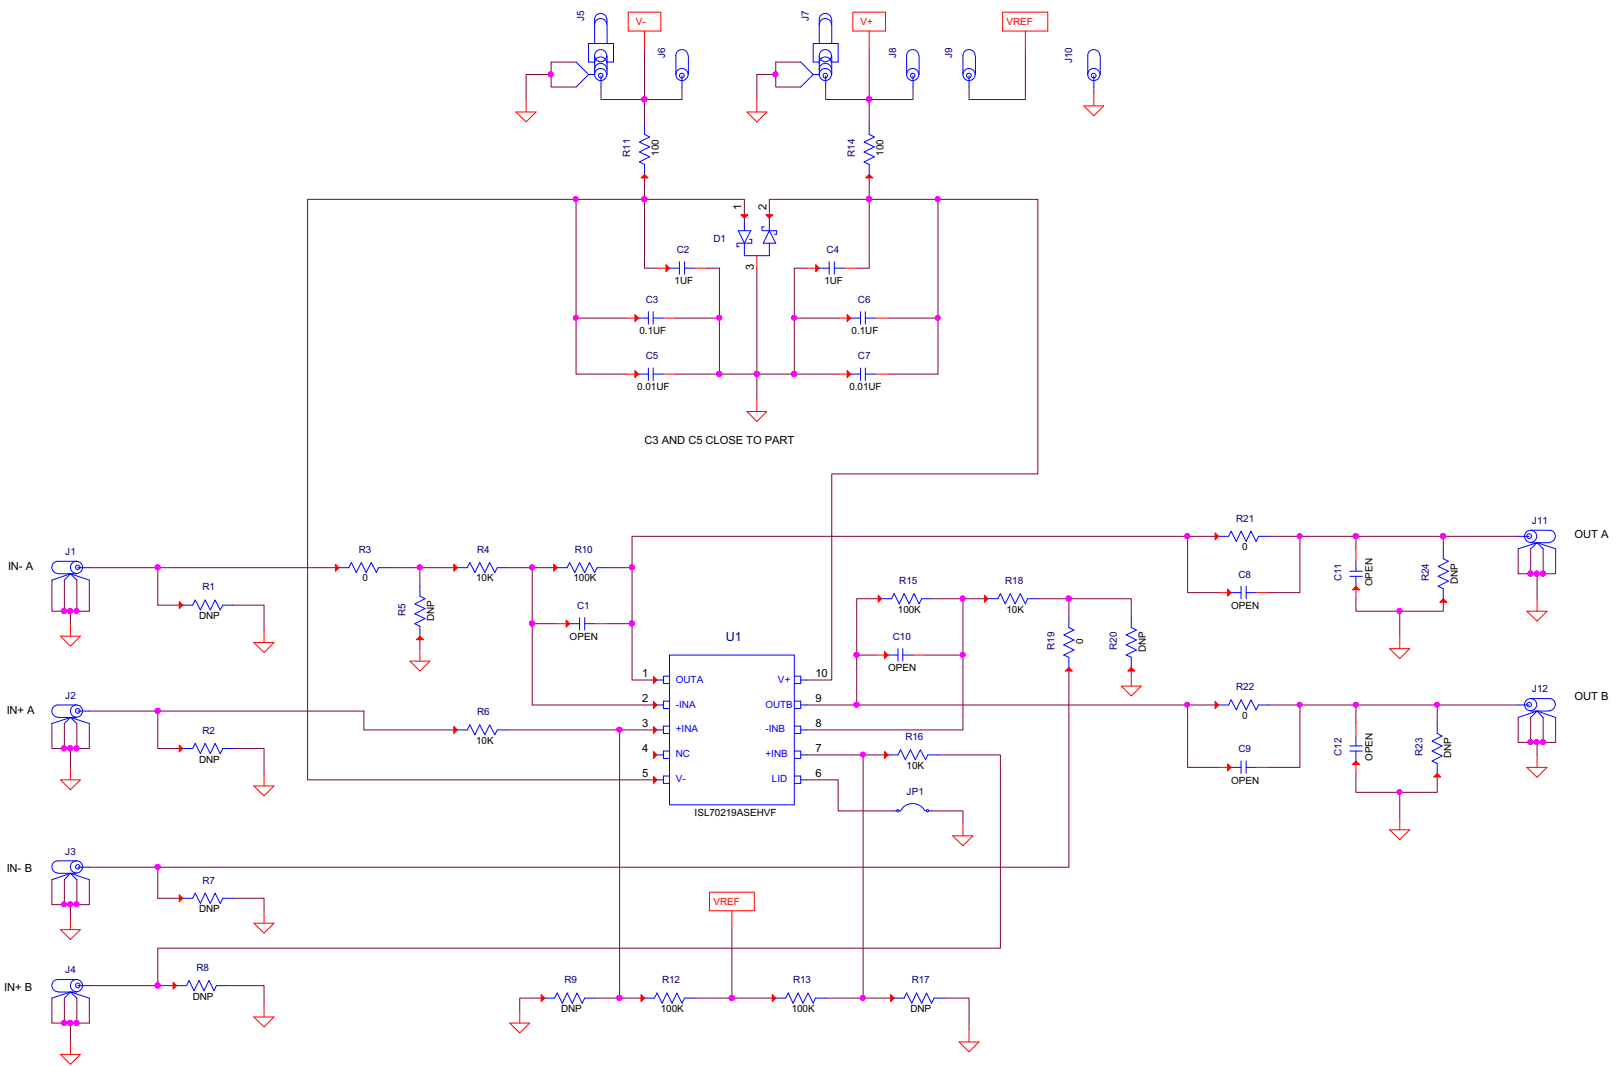 J5
V-
J6
J7
V+
J8
J9
VREF
J10
R11
100
R14
100
1
2
D1
3
C2
1UF
C4
1UF
C3
0.1UF
C6
0.1UF
C5
0.01UF
C7
0.01UF
C3 AND C5 CLOSE TO PART
IN- A
J1
R1
DNP
R3
0
R5
DNP
R4
10K
R10
100K
C1
OPEN
R15
100K
R18
10K
C10
OPEN
R19
0
R20
DNP
R21
0
C8
OPEN
C11
OPEN
R24
DNP
J11
OUT A
U1
1
OUTA
2
-INA
3
+INA
4
NC
5
V-
V+
10
OUTB
9
-INB
8
+INB
7
LID
6
ISL70219ASEHVF
IN+ A
J2
R2
DNP
R6
10K
R16
10K
JP1
R22
0
C9
OPEN
C12
OPEN
R23
DNP
J12
OUT B
IN- B
J3
R7
DNP
VREF
IN+ B
J4
R8
DNP
R9
DNP
R12
100K
R13
100K
R17
DNP